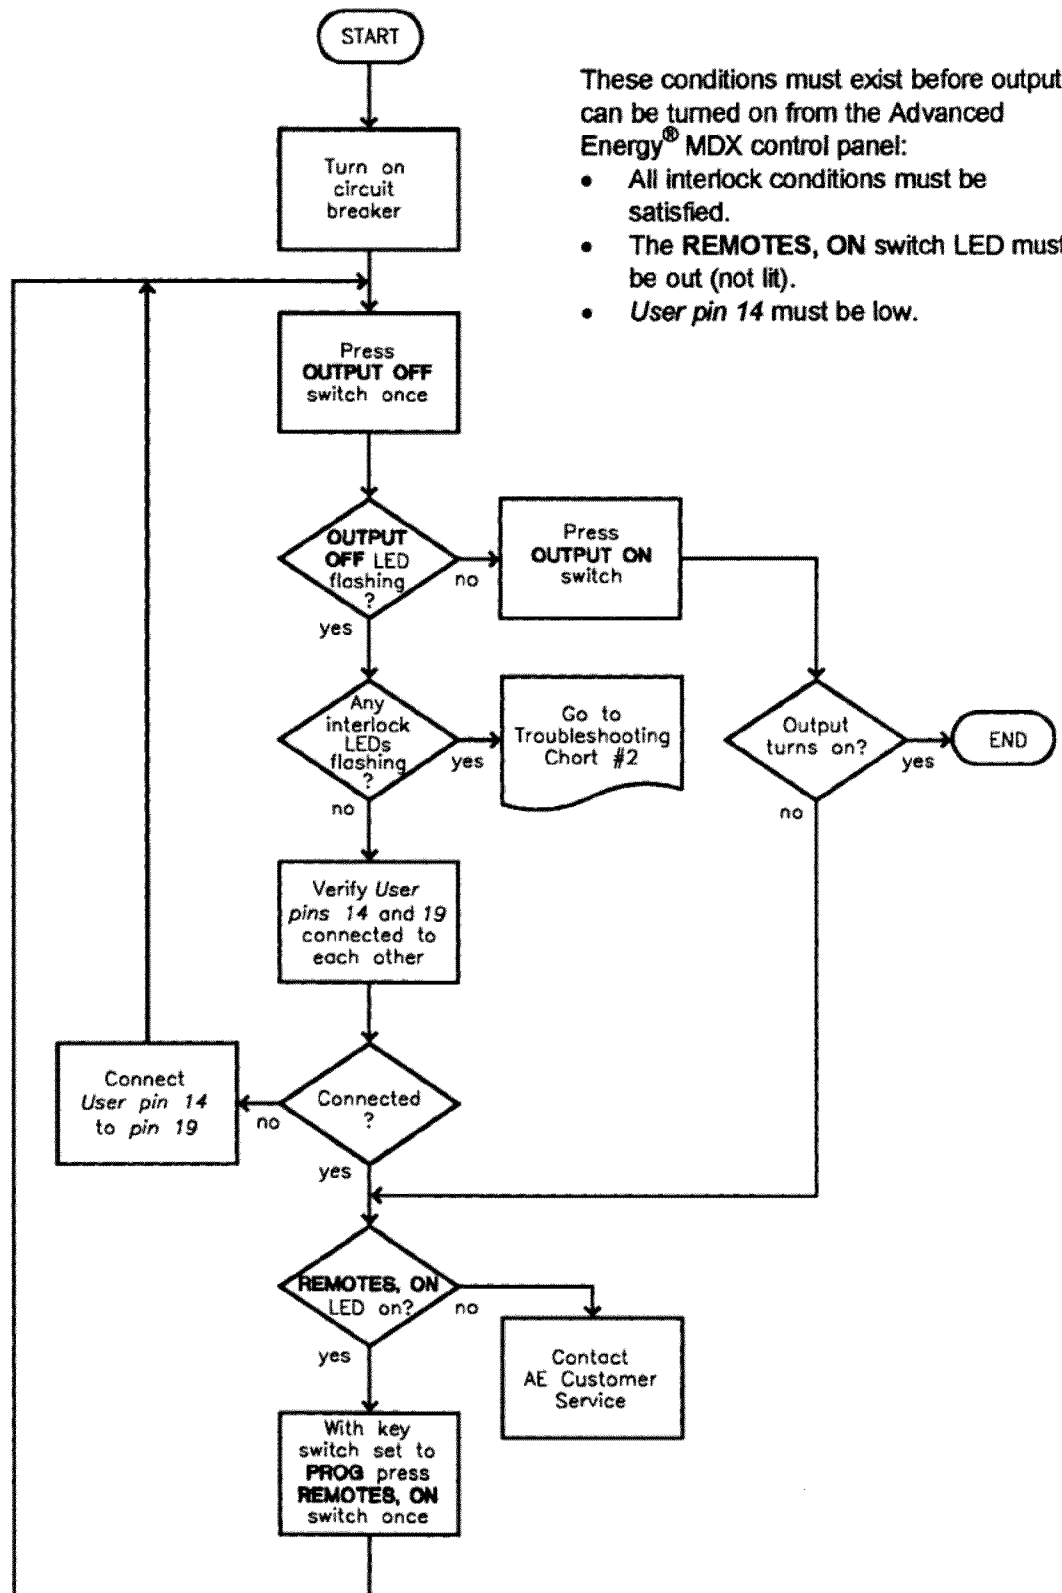 START
These conditions must exist before output
can be turned on from the Advanced
Energy® MDX control panel:
• All interlock conditions must be
satisfied.
• The REMOTES, ON switch LED must
be out (not lit).
• User pin 14 must be low.
Turn on
circuit
breaker
Press
OUTPUT OFF
switch once
OUTPUT
OFF LED
flashing
?
no
yes
Press
OUTPUT ON
switch
Any
interlock
LEDs
flashing
?
yes
no
Go to
Troubleshooting
Chort #2
Output
turns on?
yes
no
END
Verify User
pins 14 and 19
connected to
each other
Connected
?
no
yes
Connect
User pin 14
to pin 19
REMOTES, ON
LED on?
no
yes
Contact
AE Customer
Service
With key
switch set to
PROG press
REMOTES, ON
switch once